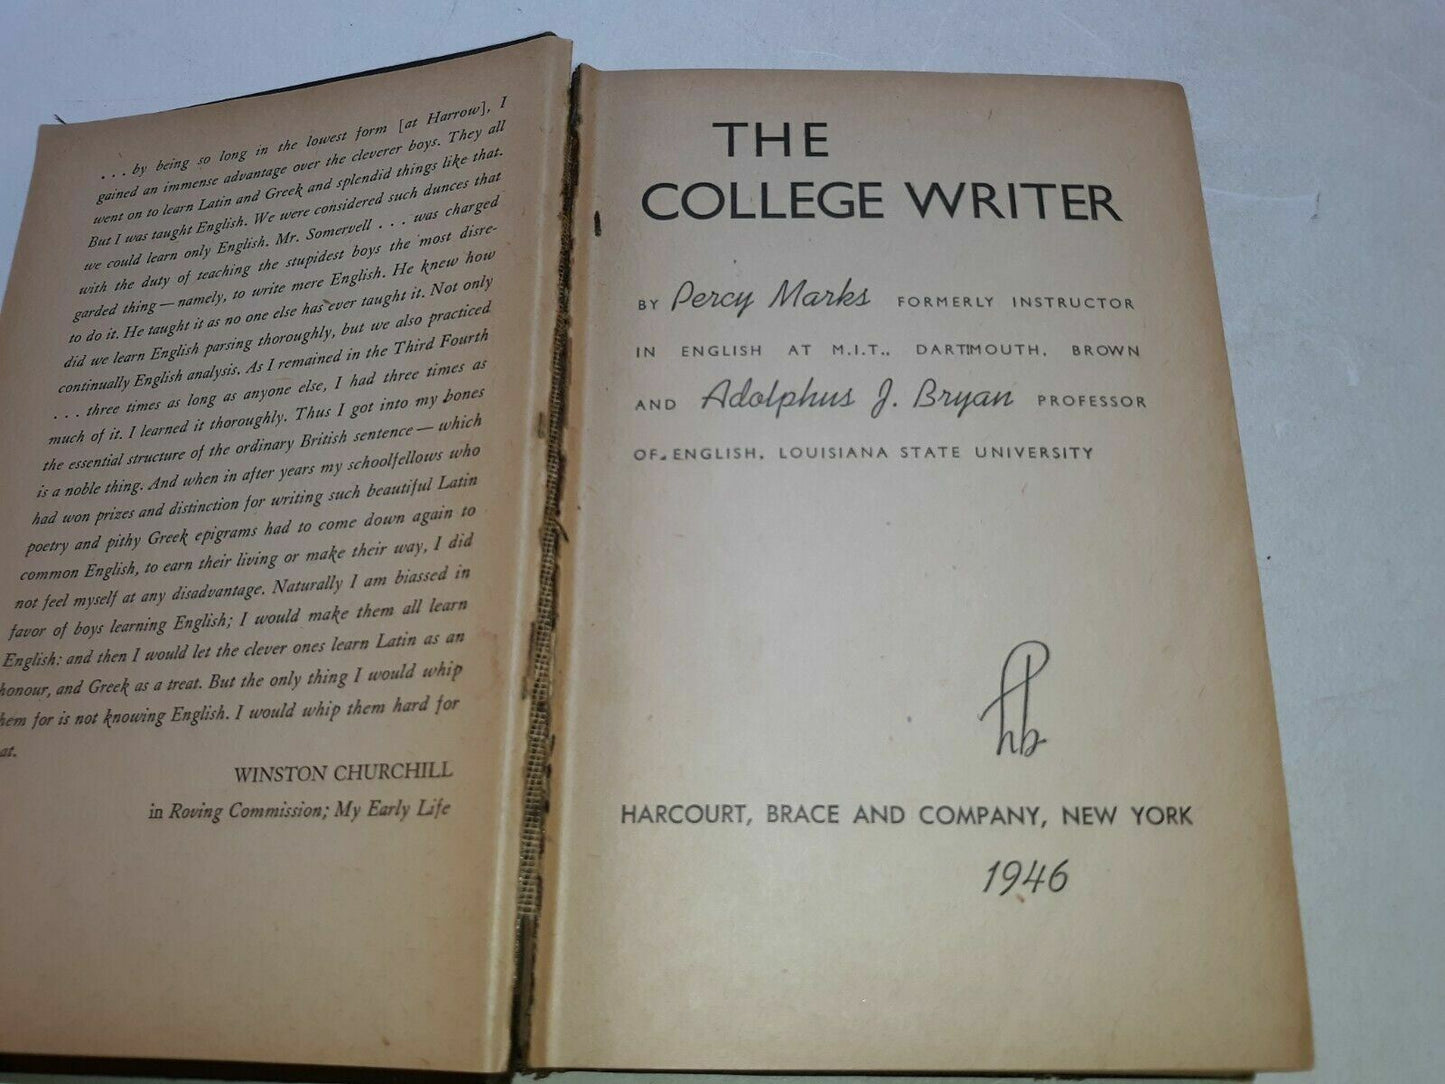 . . . by being so long in the lowest form [at Harrow], I
gained an immense advantage over the cleverer boys. They all
went on to learn Latin and Greek and splendid things like that.
But I was taught English. We were considered such dunces that
we could learn only English. Mr. Somervell . . . was charged
with the duty of teaching the stupidest boys the most disre-
garded thing — namely, to write mere English. He knew how
to do it. He taught it as no one else has ever taught it. Not only
did we learn English parsing thoroughly, but we also practiced
continually English analysis. As I remained in the Third Fourth
. . . three times as long as anyone else, I had three times as
much of it. I learned it thoroughly. Thus I got into my bones
the essential structure of the ordinary British sentence — which
is a noble thing. And when in after years my schoolfellows who
had won prizes and distinction for writing such beautiful Latin
poetry and pithy Greek epigrams had to come down again to
common English, to earn their living or make their way, I did
not feel myself at any disadvantage. Naturally I am biassed in
favor of boys learning English; I would make them all learn
English: and then I would let the clever ones learn Latin as an
honour, and Greek as a treat. But the only thing I would whip
hem for is not knowing English. I would whip them hard for
at.
WINSTON CHURCHILL
in Roving Commission; My Early Life
THE
COLLEGE WRITER
BY Percy Marks FORMERLY INSTRUCTOR
IN ENGLISH AT M.I.T., DARTMOUTH, BROWN
AND Adolphus J. Bryan PROFESSOR
OF ENGLISH, LOUISIANA STATE UNIVERSITY
hb
HARCOURT, BRACE AND COMPANY, NEW YORK
1946